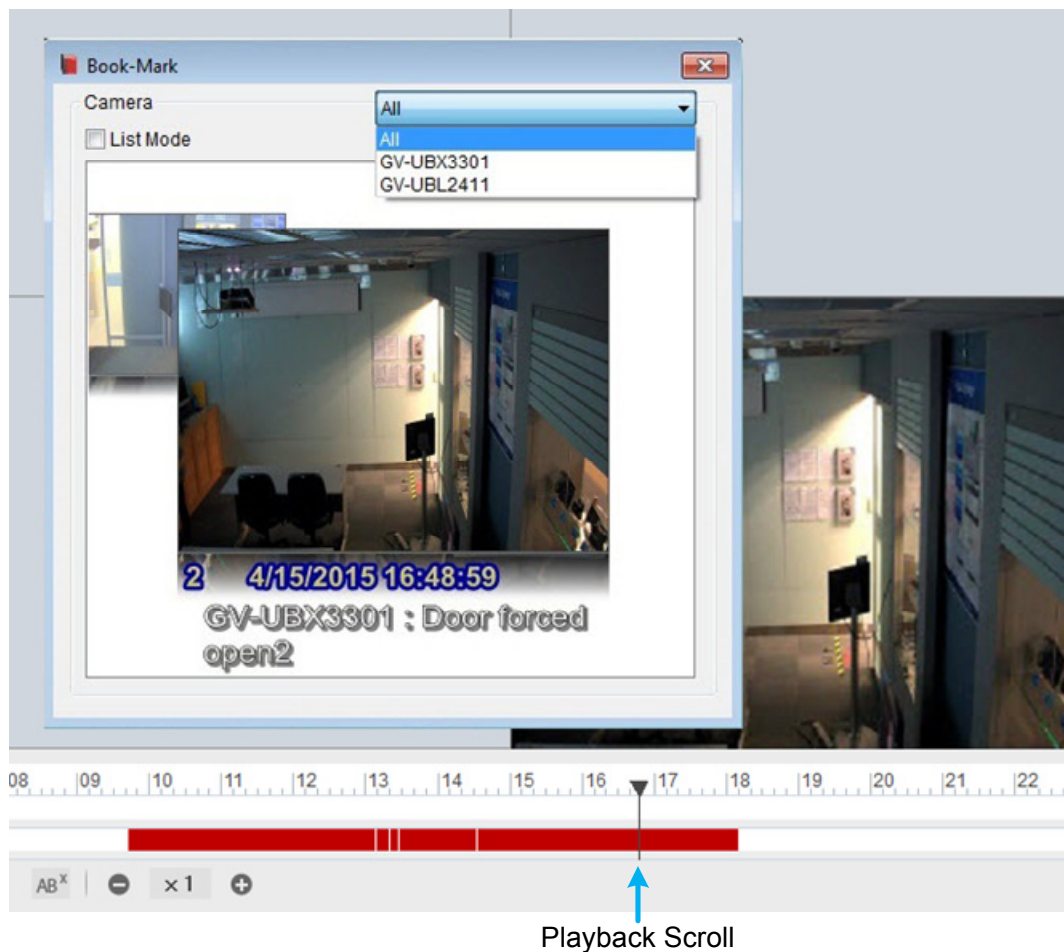 Book-Mark
Camera
All
List Mode
All
GV-UBX3301
GV-UBL2411
2 4/15/2015 16:48:59
GV-UBX3301 : Door forced
open2
08 09 10 11 12 13 14 15 16 17 18 19 20 21 22
ABX
×1
Playback Scroll